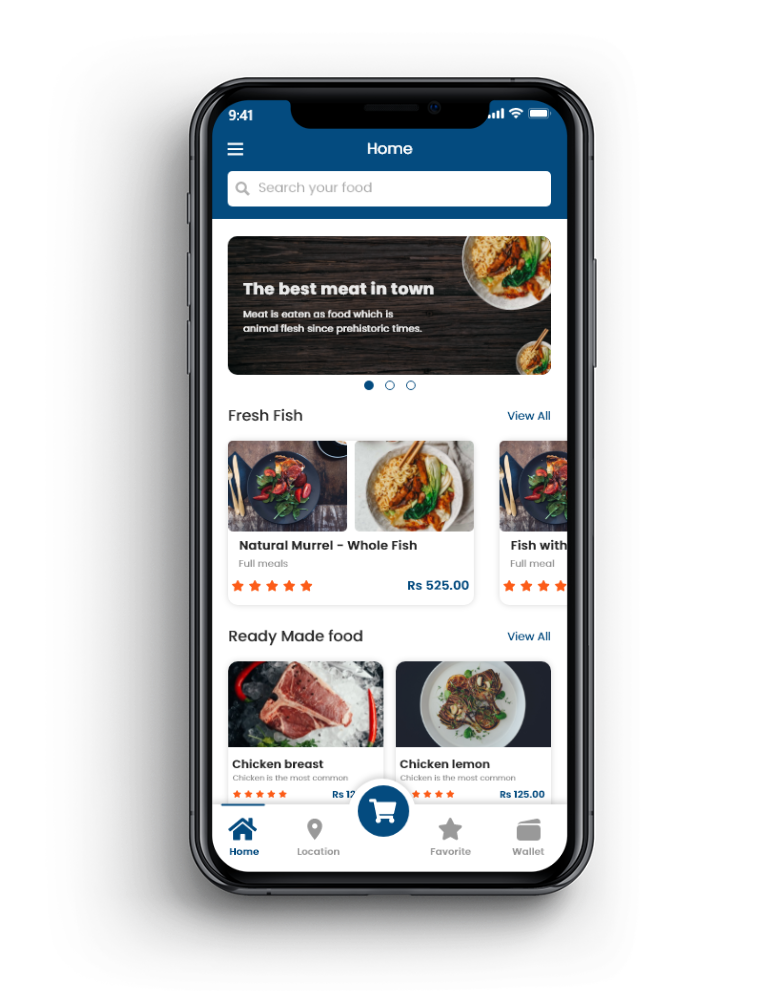 9:41
Home
Search your food
The best meat in town
Meat is eaten as food which is
animal flesh since prehistoric times.
Fresh Fish
View All
Natural Murrel - Whole Fish
Full meals
Rs 525.00
Fish with
Full meal
Ready Made food
View All
Chicken breast
Chicken is the most common
Rs 12
Chicken lemon
Chicken is the most common
Rs 125.00
Home
Location
Favorite
Wallet